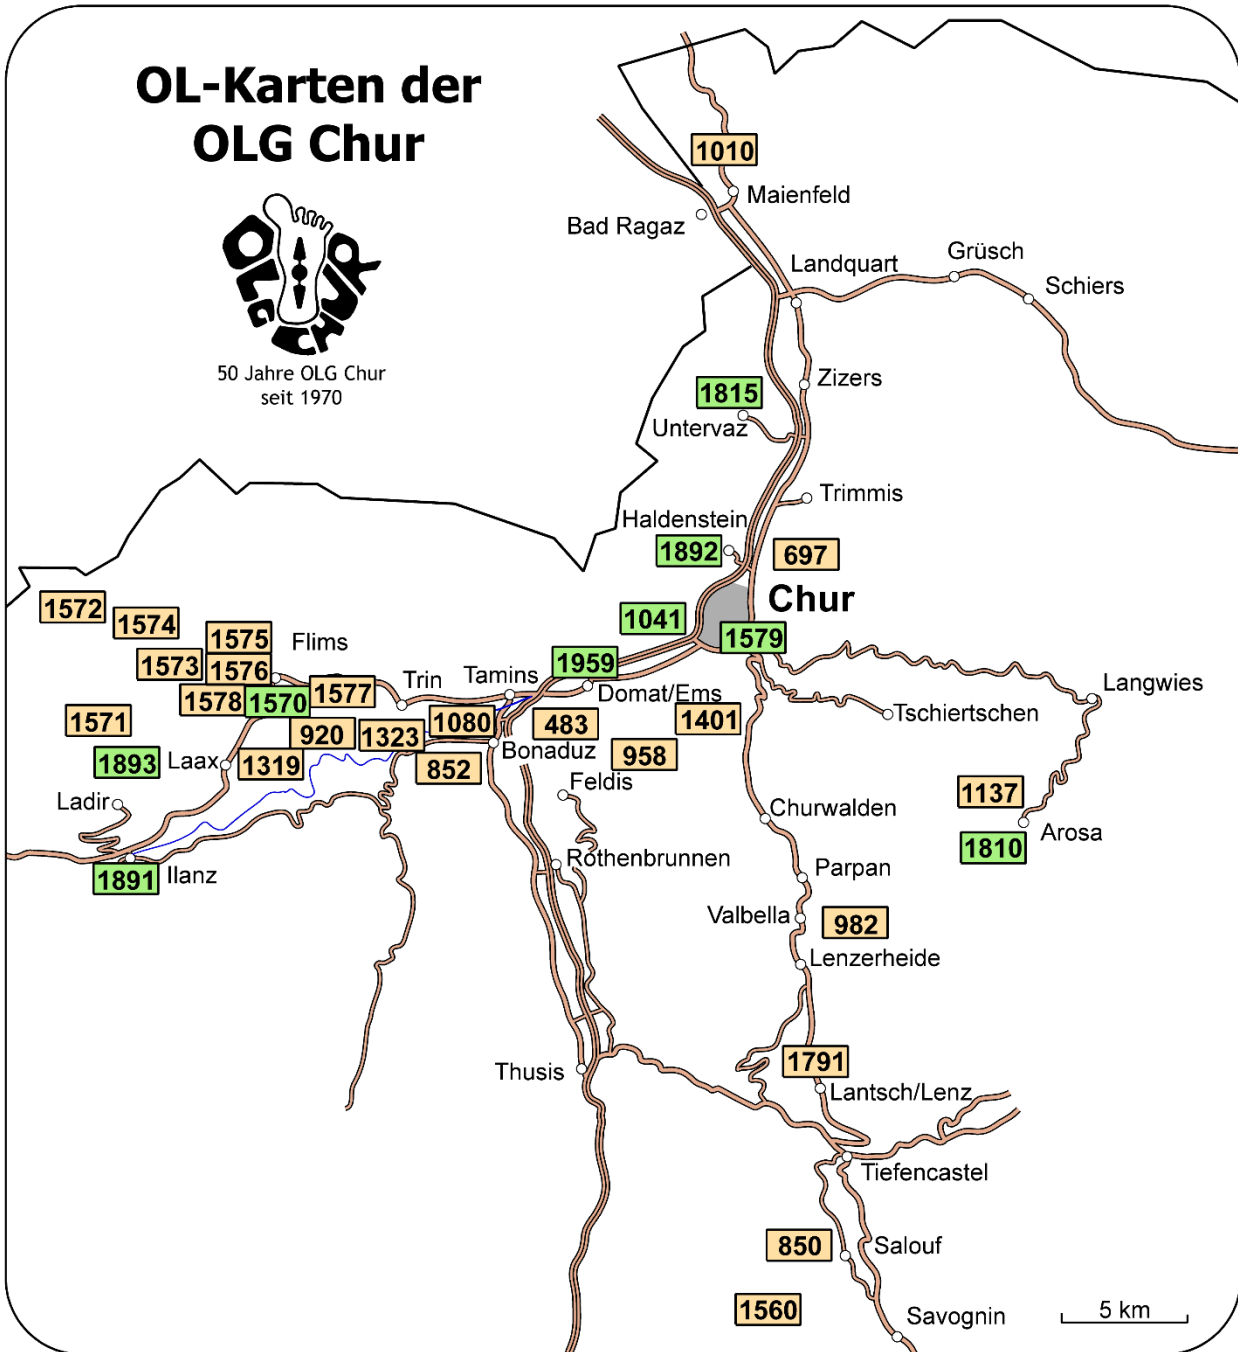 OL-Karten der
OLG Chur
OLG CHUR
50 Jahre OLG Chur
seit 1970
1010
Maienfeld
Bad Ragaz
Landquart
Grüsch
Schiers
Zizers
1815
Untervaz
Trimmis
Haldenstein
1892
697
Chur
1572
1574
1041
1579
1575
Flims
1573
1576
1959
Trin
Tamins
Domat/Ems
Langwies
1578
1570
1577
Tschiertschen
1571
920
1323
1080
483
1401
1893
Laax
1319
852
Bonaduz
958
Ladir
Feldis
1137
Churwalden
Arosa
1810
1891
Ilanz
Rothenbrunnen
Parpan
Valbella
982
Lenzerheide
Thusis
1791
Lantsch/Lenz
Tiefencastel
850
Salouf
1560
Savognin
5 km